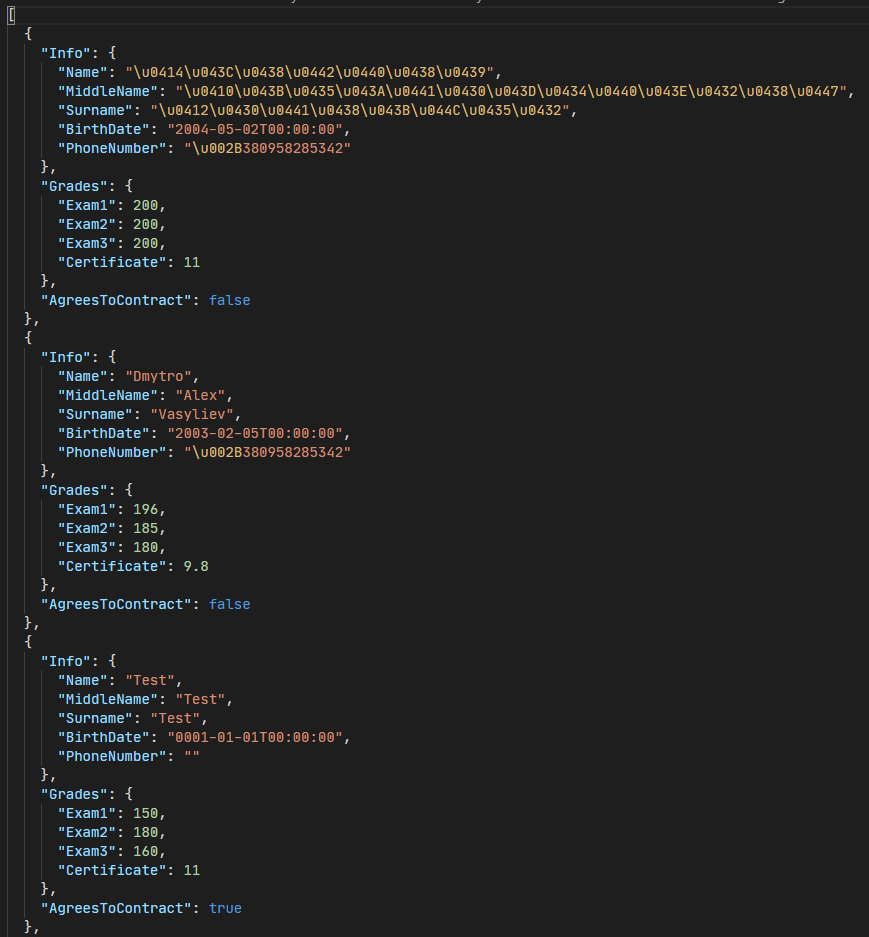 [
{
"Info": {
"Name": "\u0414\u043C\u0438\u0442\u0440\u0438\u0439",
"MiddleName": "\u0410\u043B\u0435\u043A\u0441\u0430\u043D\u0434\u0440\u043E\u0432\u0438\u0447",
"Surname": "\u0412\u0430\u0441\u0438\u043B\u044C\u0435\u0432",
"BirthDate": "2004-05-02T00:00:00",
"PhoneNumber": "\u002B380958285342"
},
"Grades": {
"Exam1": 200,
"Exam2": 200,
"Exam3": 200,
"Certificate": 11
},
"AgreesToContract": false
},
{
"Info": {
"Name": "Dmytro",
"MiddleName": "Alex",
"Surname": "Vasyliev",
"BirthDate": "2003-02-05T00:00:00",
"PhoneNumber": "\u002B380958285342"
},
"Grades": {
"Exam1": 196,
"Exam2": 185,
"Exam3": 180,
"Certificate": 9.8
},
"AgreesToContract": false
},
{
"Info": {
"Name": "Test",
"MiddleName": "Test",
"Surname": "Test",
"BirthDate": "0001-01-01T00:00:00",
"PhoneNumber": ""
},
"Grades": {
"Exam1": 150,
"Exam2": 180,
"Exam3": 160,
"Certificate": 11
},
"AgreesToContract": true
},